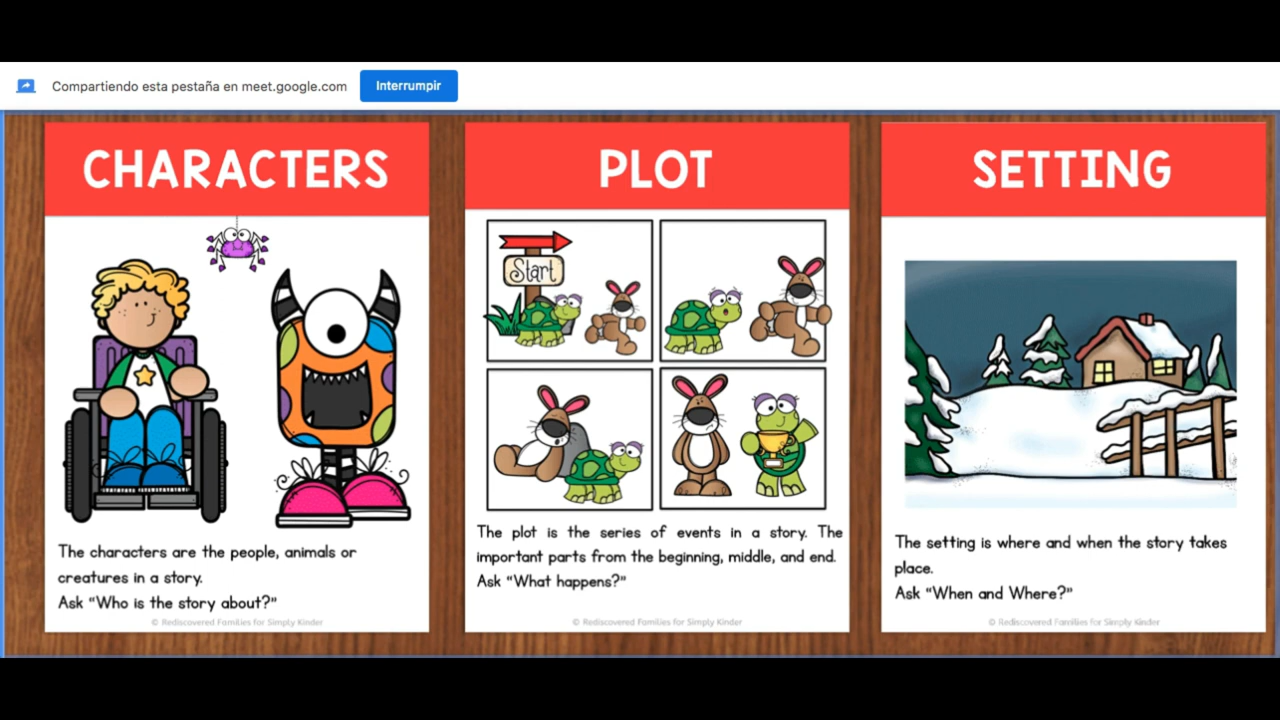 Compartiendo esta pestaña en meet.google.com
Interrumpir
CHARACTERS
The characters are the people, animals or
creatures in a story.
Ask “Who is the story about?”
© Rediscovered Families for Simply Kinder
PLOT
Start
The plot is the series of events in a story. The
important parts from the beginning, middle, and end.
Ask “What happens?”
© Rediscovered Families for Simply Kinder
SETTING
The setting is where and when the story takes
place.
Ask “When and Where?”
© Rediscovered Families for Simply Kinder